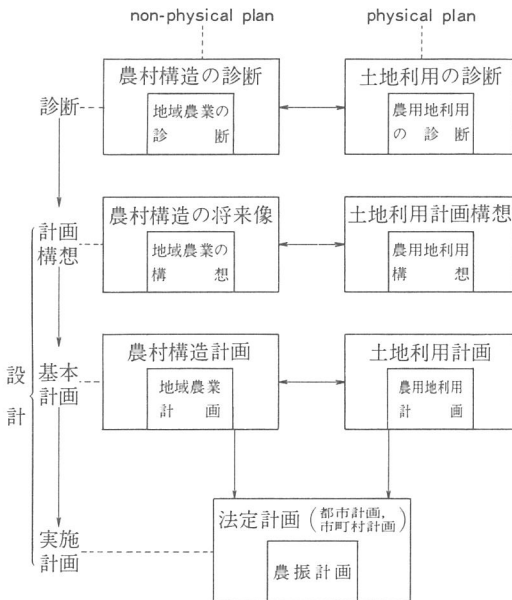 non-physical plan
physical plan
農村構造の診断
土地利用の診断
診断
地域農業の
診断
農用地利用
の診断
農村構造の将来像
土地利用計画構想
計画
構想
地域農業の
構想
農用地利用
構想
農村構造計画
土地利用計画
設計
基本
計画
地域農業
計画
農用地利用
計画
法定計画(都市計画,
市町村計画)
実施
計画
農振計画